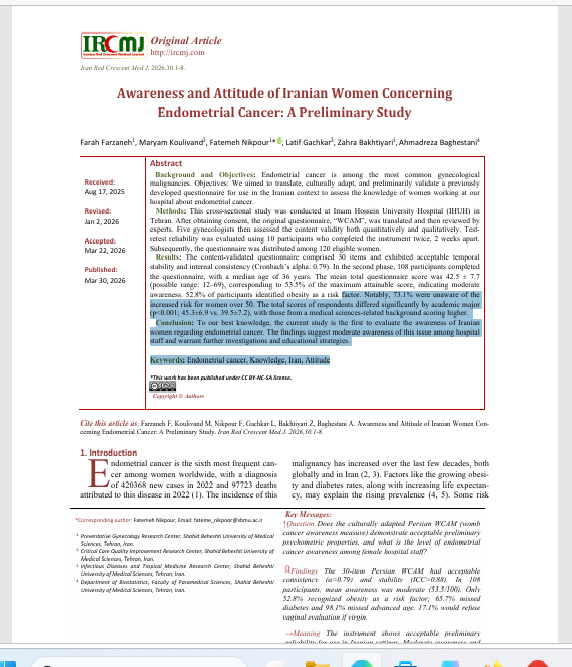 IRCMJ
Iran Red Crescent Medical Journal
Original Article
http://ircmj.com
Iran Red Crescent Med J. 2026.30.1-8.
Awareness and Attitude of Iranian Women Concerning
Endometrial Cancer: A Preliminary Study
Farah Farzaneh1, Maryam Koulivand2, Fatemeh Nikpour1*, Latif Gachkar3, Zahra Bakhtiyari1, Ahmadreza Baghestani4
Received:
Aug 17, 2025
Revised:
Jan 2, 2026
Accepted:
Mar 22, 2026
Published:
Mar 30, 2026
Abstract
Background and Objectives: Endometrial cancer is among the most common gynecological
malignancies. Objectives: We aimed to translate, culturally adapt, and preliminarily validate a previously
developed questionnaire for use in the Iranian context to assess the knowledge of women working at our
hospital about endometrial cancer.
Methods: This cross-sectional study was conducted at Imam Hossein University Hospital (IHUH) in
Tehran. After obtaining consent, the original questionnaire, "WCAM", was translated and then reviewed by
experts. Five gynecologists then assessed the content validity both quantitatively and qualitatively. Test-
retest reliability was evaluated using 10 participants who completed the instrument twice, 2 weeks apart.
Subsequently, the questionnaire was distributed among 120 eligible women.
Results: The content-validated questionnaire comprised 30 items and exhibited acceptable temporal
stability and internal consistency (Cronbach's alpha: 0.79). In the second phase, 108 participants completed
the questionnaire, with a median age of 36 years. The mean total questionnaire score was 42.5 ± 7.7
(possible range: 12–69), corresponding to 53.5% of the maximum attainable score, indicating moderate
awareness. 52.8% of participants identified obesity as a risk factor. Notably, 73.1% were unaware of the
increased risk for women over 50. The total scores of respondents differed significantly according to major
(p<0.001; 45.3±6.9 vs. 39.5±7.2), with those from a medical sciences-related background scoring higher.
Conclusion: To our best knowledge, the current study is the first to evaluate the awareness of Iranian
women regarding endometrial cancer. The findings suggest moderate awareness of this issue among hospital
staff and warrant further investigations and educational strategies.
Keywords: Endometrial cancer, Knowledge, Iran, Attitude
*This work has been published under CC BY-NC-SA license.
Copyright © Authors
Cite this article as: Farzaneh F, Koulivand M, Nikpour F, Gachkar L, Bakhtiyari Z, Baghestani A. Awareness and Attitude of Iranian Women Con-
cerning Endometrial Cancer: A Preliminary Study. Iran Red Crescent Med J. 2026.30.1-8.
1. Introduction
Endometrial cancer is the sixth most frequent can-
cer among women worldwide, with a diagnosis
of 420368 new cases in 2022 and 97723 deaths
attributed to this disease in 2022 (1). The incidence of this
malignancy has increased over the last few decades, both
globally and in Iran (2, 3). Factors like the growing obesi-
ty and diabetes rates, along with increasing life expectan-
cy, may explain the rising prevalence (4, 5). Some risk
*Corresponding author: Fatemeh Nikpour, Email: fateme_nikpour@sbmu.ac.ir
1 Preventative Gynecology Research Center, Shahid Beheshti University of Medical
Sciences, Tehran, Iran.
2 Critical Care Quality Improvement Research Center, Shahid Beheshti University of
Medical Sciences, Tehran, Iran.
3 Infectious Diseases and Tropical Medicine Research Center, Shahid Beheshti
University of Medical Sciences, Tehran, Iran.
4 Department of Biostatistics, Faculty of Paramedical Sciences, Shahid Beheshti
University of Medical Sciences, Tehran, Iran.
Key Messages:
Question Does the culturally adapted Persian WCAM (womb
cancer awareness measure) demonstrate acceptable preliminary
psychometric properties, and what is the level of endometrial
cancer awareness among female hospital staff?
Findings The 30-item Persian WCAM had acceptable
consistency (α=0.79) and stability (ICC=0.88). In 108
participants, mean awareness was moderate (53.5/100). Only
52.8% recognized obesity as a risk factor; 65.7% missed
diabetes and 98.1% missed advanced age. 17.1% would refuse
vaginal evaluation if virgin.
→Meaning The instrument shows acceptable preliminary
reliability for use in Iranian settings. Moderate awareness and